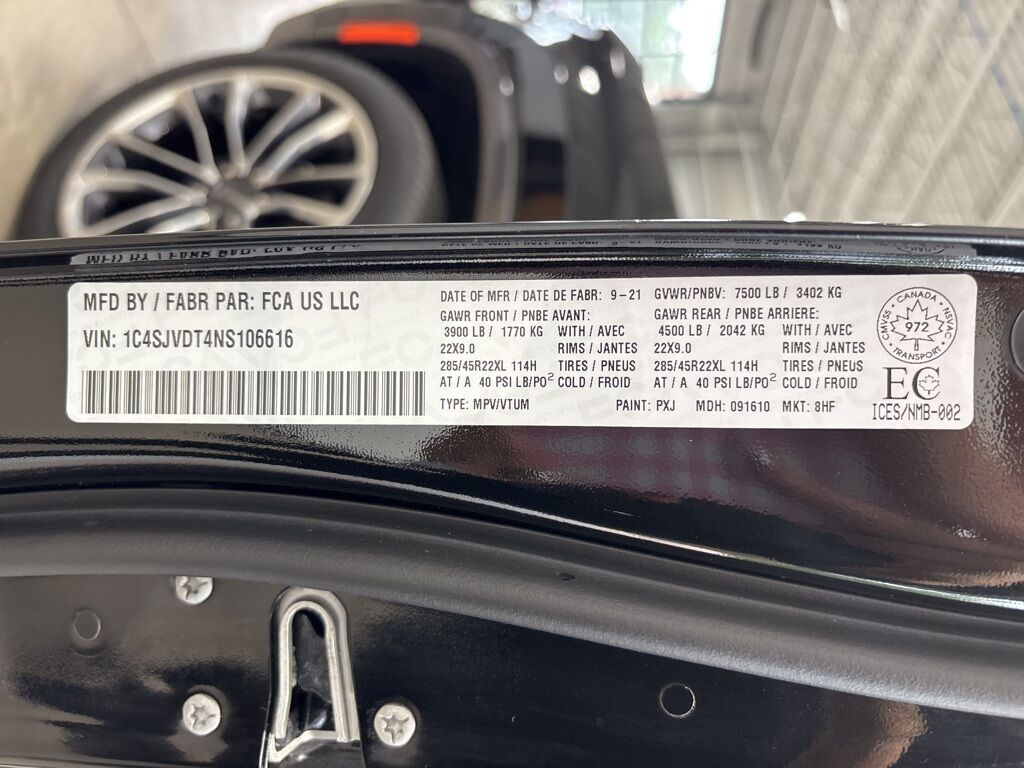 MFD BY / FABR PAR: FCA US LLC
VIN: 1C4SJVDT4NS106616
DATE OF MFR / DATE DE FABR: 9-21
GAWR FRONT / PNBE AVANT:
3900 LB / 1770 KG WITH / AVEC
22X9.0 RIMS / JANTES
285/45R22XL 114H TIRES / PNEUS
AT / A 40 PSI LB/PO² COLD / FROID
TYPE: MPV/VTUM
GVWR/PNBV: 7500 LB / 3402 KG
GAWR REAR / PNBE ARRIERE:
4500 LB / 2042 KG WITH / AVEC
22X9.0 RIMS / JANTES
285/45R22XL 114H TIRES / PNEUS
AT / A 40 PSI LB/PO² COLD / FROID
PAINT: PXJ MDH: 091610 MKT: 8HF
CANADA
CMVSS
NSVAC
972
TRANSPORT
EC
ICES/NMB-002